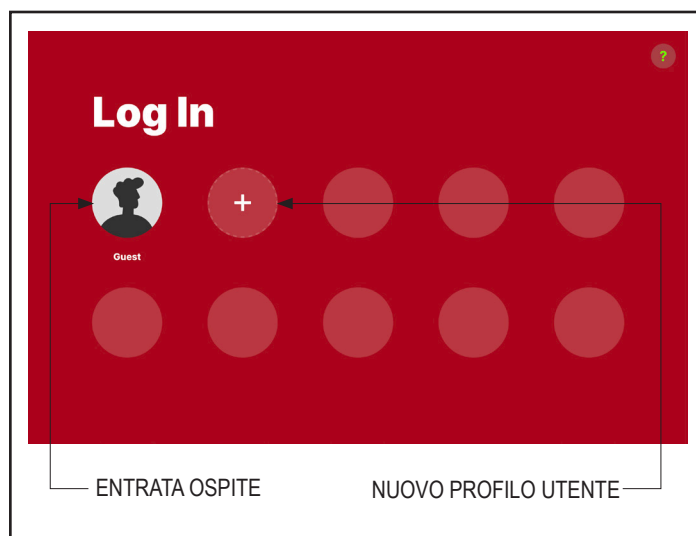 ?
Log In
+
Guest
ENTRATA OSPITE
NUOVO PROFILO UTENTE